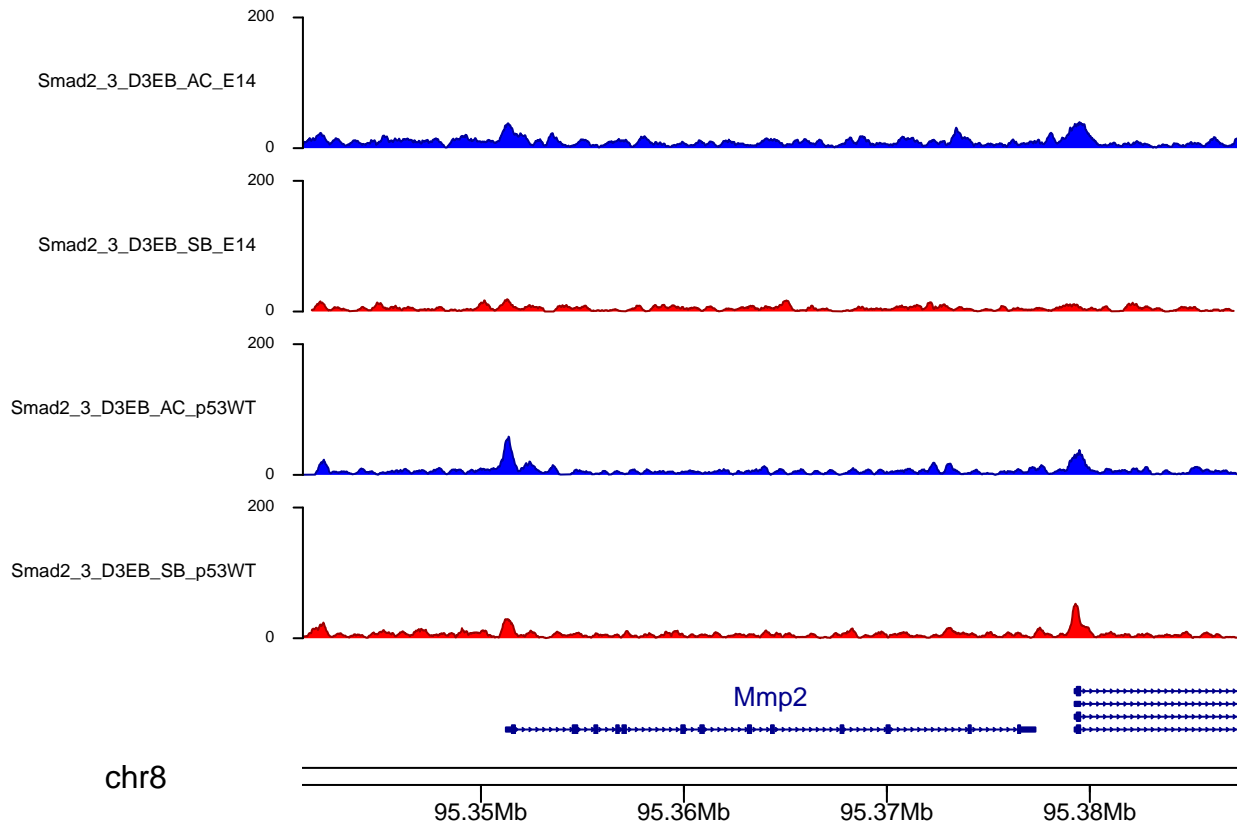 200
Smad2_3_D3EB_AC_E14
0
200
Smad2_3_D3EB_SB_E14
0
200
Smad2_3_D3EB_AC_p53WT
0
200
Smad2_3_D3EB_SB_p53WT
0
Mmp2
chr8
95.35Mb 95.36Mb 95.37Mb 95.38Mb